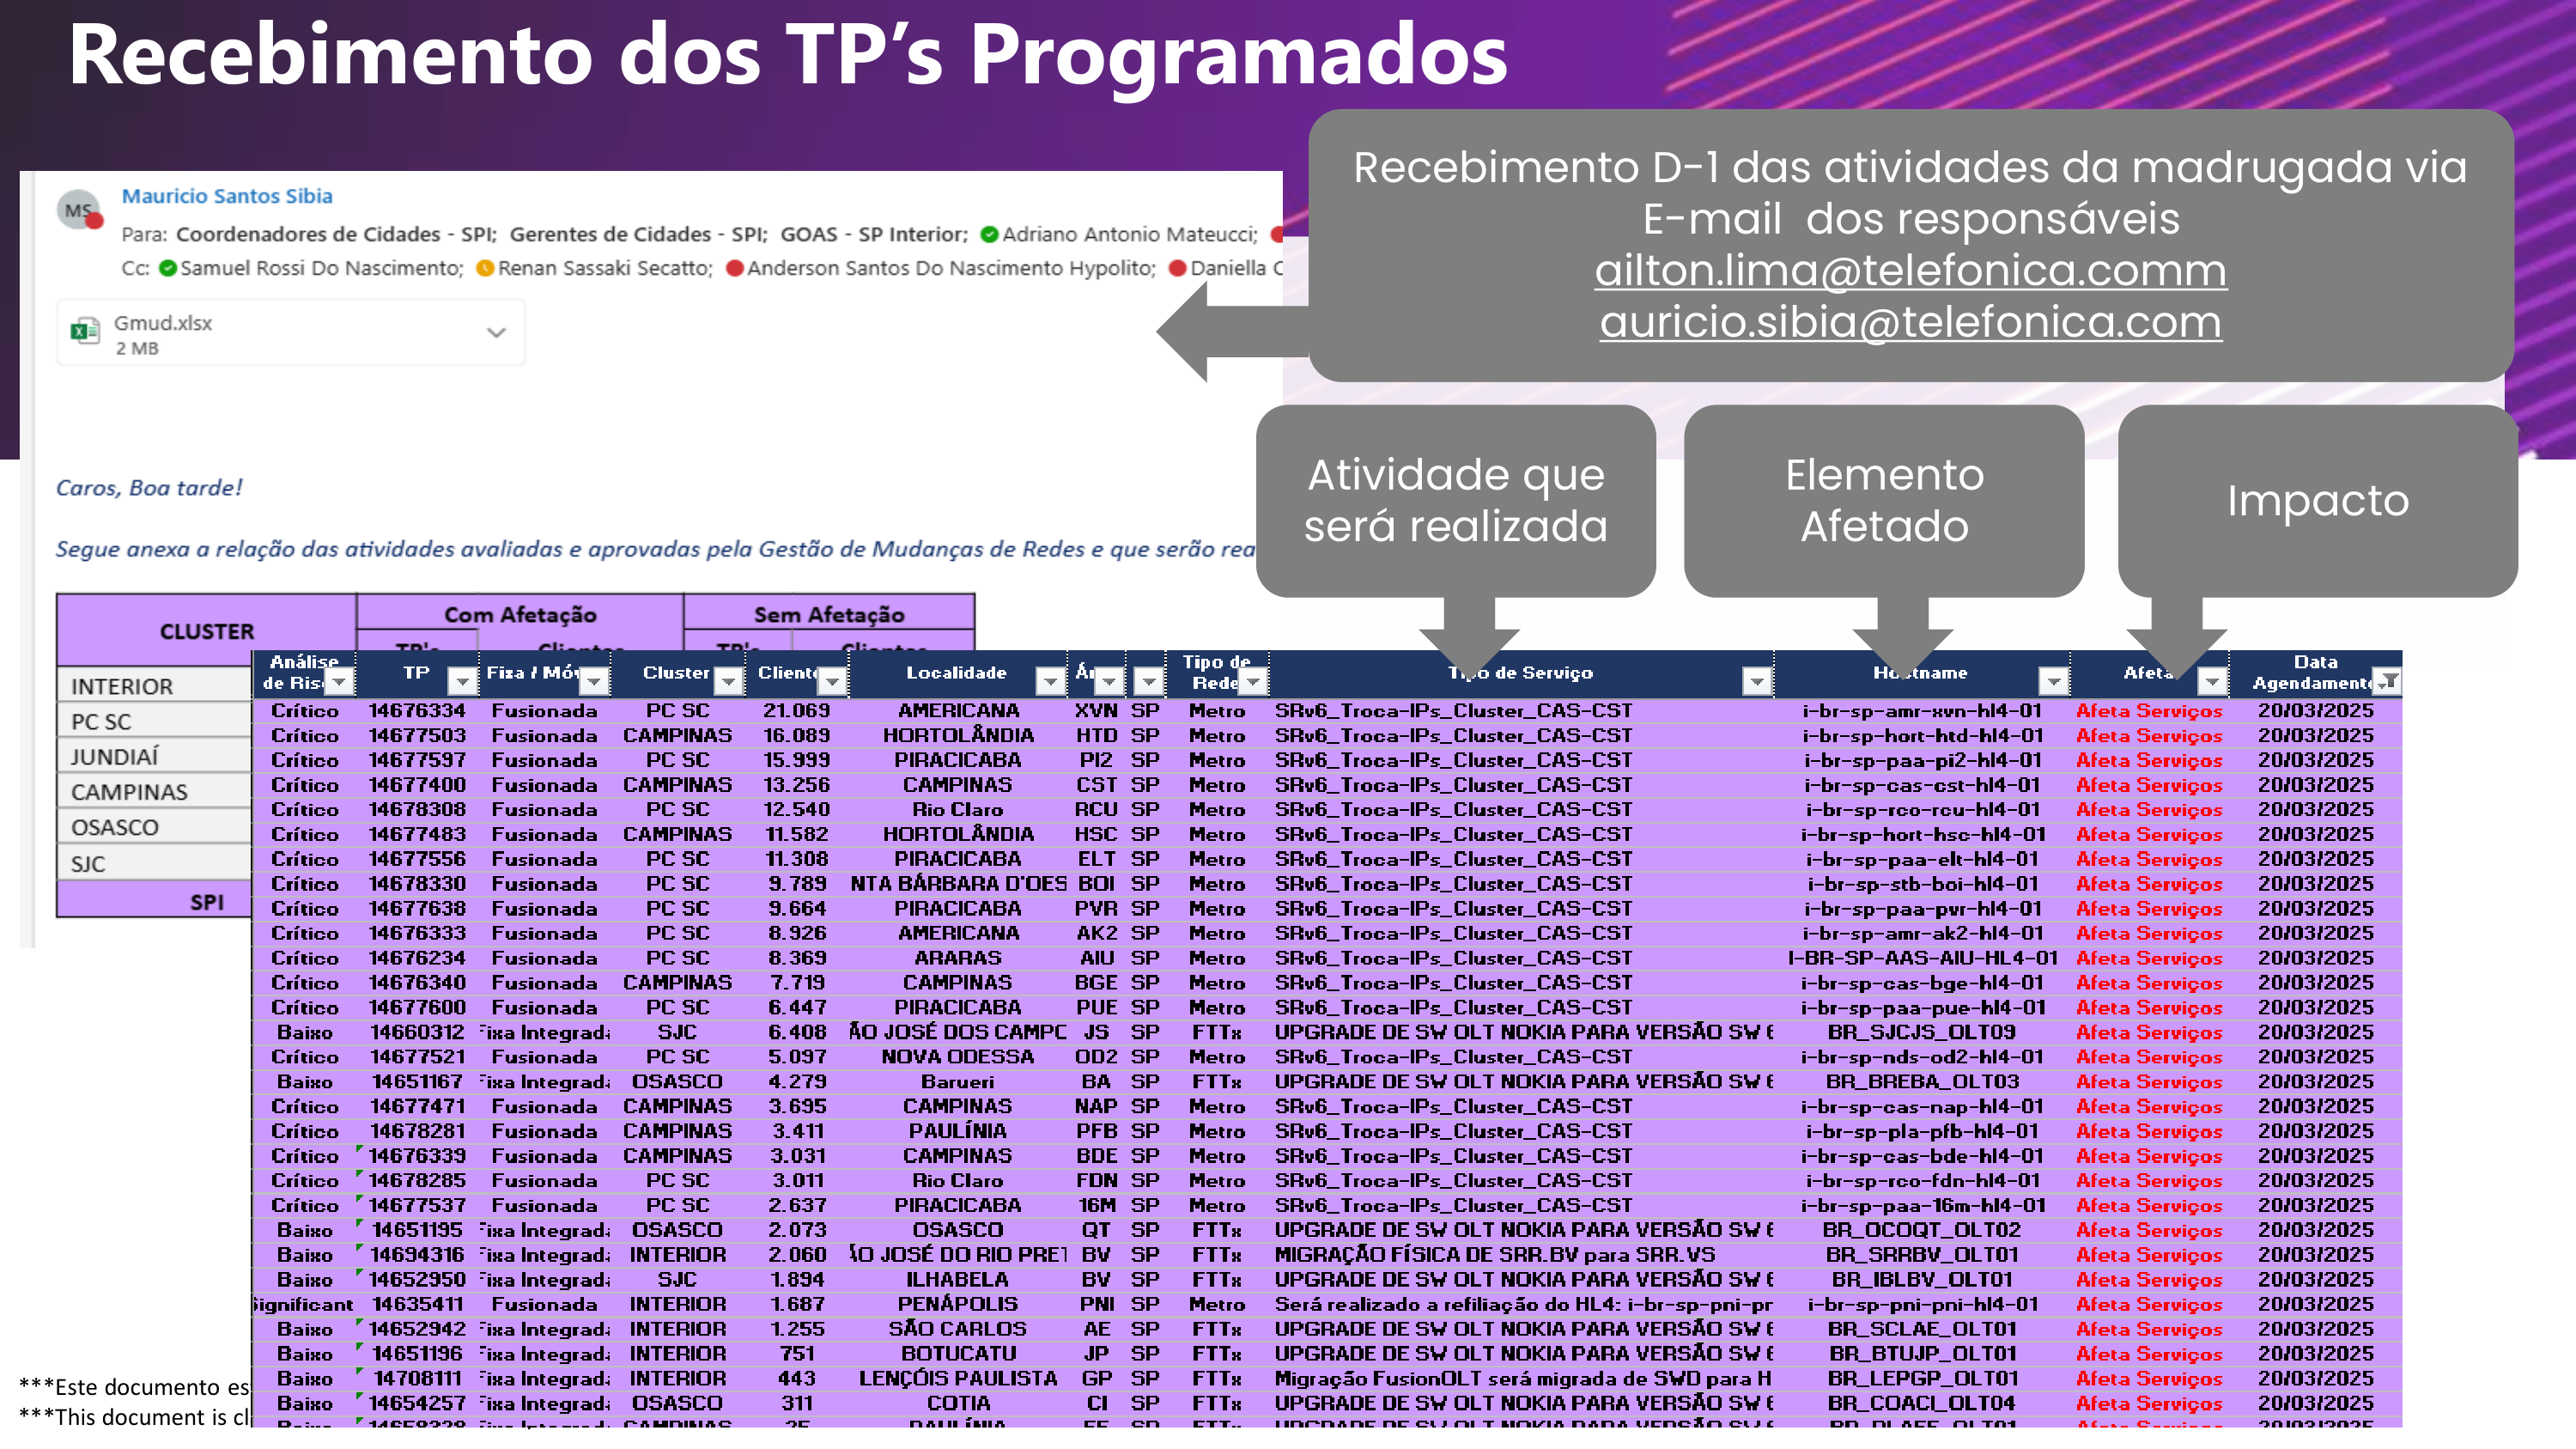 Recebimento dos TP’s Programados
Recebimento D-1 das atividades da madrugada via
E-mail dos responsáveis
ailton.lima@telefonica.comm
auricio.sibia@telefonica.com
MS
Mauricio Santos Sibia
Para: Coordenadores de Cidades - SPI; Gerentes de Cidades - SPI; GOAS - SP Interior; Adriano Antonio Mateucci;
Cc: Samuel Rossi Do Nascimento; Renan Sassaki Secatto; Anderson Santos Do Nascimento Hypolito; Daniella
Gmud.xlsx
2 MB
Atividade que
será realizada
Elemento
Afetado
Impacto
Caros, Boa tarde!
Segue anexa a relação das atividades avaliadas e aprovadas pela Gestão de Mudanças de Redes e que serão rea
CLUSTER Com Afetação Sem Afetação
TP's Clientes TP's Clientes
INTERIOR
PC SC
JUNDIAÍ
CAMPINAS
OSASCO
SJC
SPI
Análise de Ris TP Fixa / Móv Cluster Client Localidade Ár Tipo de Rede Tipo de Serviço Hostname Afeta Data Agendament
Crítico 14676334 Fusionada PC SC 21.069 AMERICANA XVN SP Metro SRv6_Troca-IPs_Cluster_CAS-CST i-br-sp-amr-xvn-hl4-01 Afeta Serviços 20/03/2025
Crítico 14677503 Fusionada CAMPINAS 16.089 HORTOLÂNDIA HTD SP Metro SRv6_Troca-IPs_Cluster_CAS-CST i-br-sp-hort-htd-hl4-01 Afeta Serviços 20/03/2025
Crítico 14677597 Fusionada PC SC 15.999 PIRACICABA PI2 SP Metro SRv6_Troca-IPs_Cluster_CAS-CST i-br-sp-paa-pi2-hl4-01 Afeta Serviços 20/03/2025
Crítico 14677400 Fusionada CAMPINAS 13.256 CAMPINAS CST SP Metro SRv6_Troca-IPs_Cluster_CAS-CST i-br-sp-cas-cst-hl4-01 Afeta Serviços 20/03/2025
Crítico 14678308 Fusionada PC SC 12.540 Rio Claro RCU SP Metro SRv6_Troca-IPs_Cluster_CAS-CST i-br-sp-rco-rcu-hl4-01 Afeta Serviços 20/03/2025
Crítico 14677483 Fusionada CAMPINAS 11.582 HORTOLÂNDIA HSC SP Metro SRv6_Troca-IPs_Cluster_CAS-CST i-br-sp-hort-hsc-hl4-01 Afeta Serviços 20/03/2025
Crítico 14677556 Fusionada PC SC 11.308 PIRACICABA ELT SP Metro SRv6_Troca-IPs_Cluster_CAS-CST i-br-sp-paa-elt-hl4-01 Afeta Serviços 20/03/2025
Crítico 14678330 Fusionada PC SC 9.789 NTA BÁRBARA D'OES BOI SP Metro SRv6_Troca-IPs_Cluster_CAS-CST i-br-sp-stb-boi-hl4-01 Afeta Serviços 20/03/2025
Crítico 14677638 Fusionada PC SC 9.664 PIRACICABA PVR SP Metro SRv6_Troca-IPs_Cluster_CAS-CST i-br-sp-paa-pvr-hl4-01 Afeta Serviços 20/03/2025
Crítico 14676333 Fusionada PC SC 8.926 AMERICANA AK2 SP Metro SRv6_Troca-IPs_Cluster_CAS-CST i-br-sp-amr-ak2-hl4-01 Afeta Serviços 20/03/2025
Crítico 14676234 Fusionada PC SC 8.369 ARARAS AIU SP Metro SRv6_Troca-IPs_Cluster_CAS-CST I-BR-SP-AAS-AIU-HL4-01 Afeta Serviços 20/03/2025
Crítico 14676340 Fusionada CAMPINAS 7.719 CAMPINAS BGE SP Metro SRv6_Troca-IPs_Cluster_CAS-CST i-br-sp-cas-bge-hl4-01 Afeta Serviços 20/03/2025
Crítico 14677600 Fusionada PC SC 6.447 PIRACICABA PUE SP Metro SRv6_Troca-IPs_Cluster_CAS-CST i-br-sp-paa-pue-hl4-01 Afeta Serviços 20/03/2025
Baixo 14660312 Fixa Integrada SJC 6.408 ÃO JOSÉ DOS CAMPO JS SP FTTx UPGRADE DE SW OLT NOKIA PARA VERSÃO SW 6 BR_SJCJS_OLT09 Afeta Serviços 20/03/2025
Crítico 14677521 Fusionada PC SC 5.097 NOVA ODESSA OD2 SP Metro SRv6_Troca-IPs_Cluster_CAS-CST i-br-sp-nds-od2-hl4-01 Afeta Serviços 20/03/2025
Baixo 14651167 Fixa Integrada OSASCO 4.279 Barueri BA SP FTTx UPGRADE DE SW OLT NOKIA PARA VERSÃO SW 6 BR_BREBA_OLT03 Afeta Serviços 20/03/2025
Crítico 14677471 Fusionada CAMPINAS 3.695 CAMPINAS NAP SP Metro SRv6_Troca-IPs_Cluster_CAS-CST i-br-sp-cas-nap-hl4-01 Afeta Serviços 20/03/2025
Crítico 14678281 Fusionada CAMPINAS 3.411 PAULÍNIA PFB SP Metro SRv6_Troca-IPs_Cluster_CAS-CST i-br-sp-pla-pfb-hl4-01 Afeta Serviços 20/03/2025
Crítico 14676339 Fusionada CAMPINAS 3.031 CAMPINAS BDE SP Metro SRv6_Troca-IPs_Cluster_CAS-CST i-br-sp-cas-bde-hl4-01 Afeta Serviços 20/03/2025
Crítico 14678285 Fusionada PC SC 3.011 Rio Claro FDN SP Metro SRv6_Troca-IPs_Cluster_CAS-CST i-br-sp-rco-fdn-hl4-01 Afeta Serviços 20/03/2025
Crítico 14677537 Fusionada PC SC 2.637 PIRACICABA 16M SP Metro SRv6_Troca-IPs_Cluster_CAS-CST i-br-sp-paa-16m-hl4-01 Afeta Serviços 20/03/2025
Baixo 14651195 Fixa Integrada OSASCO 2.073 OSASCO QT SP FTTx UPGRADE DE SW OLT NOKIA PARA VERSÃO SW 6 BR_OCOQT_OLT02 Afeta Serviços 20/03/2025
Baixo 14694316 Fixa Integrada INTERIOR 2.060 ÃO JOSÉ DO RIO PRET BV SP FTTx MIGRAÇÃO FÍSICA DE SRR.BV para SRR.VS BR_SRRBV_OLT01 Afeta Serviços 20/03/2025
Baixo 14652950 Fixa Integrada SJC 1.894 ILHABELA BV SP FTTx UPGRADE DE SW OLT NOKIA PARA VERSÃO SW 6 BR_IBLBV_OLT01 Afeta Serviços 20/03/2025
Significant 14635411 Fusionada INTERIOR 1.687 PENÁPOLIS PNI SP Metro Será realizado a refiliação do HL4: i-br-sp-pni-pr i-br-sp-pni-pni-hl4-01 Afeta Serviços 20/03/2025
Baixo 14652942 Fixa Integrada INTERIOR 1.255 SÃO CARLOS AE SP FTTx UPGRADE DE SW OLT NOKIA PARA VERSÃO SW 6 BR_SCLAE_OLT01 Afeta Serviços 20/03/2025
Baixo 14651196 Fixa Integrada INTERIOR 751 BOTUCATU JP SP FTTx UPGRADE DE SW OLT NOKIA PARA VERSÃO SW 6 BR_BTUJP_OLT01 Afeta Serviços 20/03/2025
Baixo 14708111 Fixa Integrada INTERIOR 443 LENÇÓIS PAULISTA GP SP FTTx Migração FusionOLT será migrada de SWD para H BR_LEPGP_OLT01 Afeta Serviços 20/03/2025
Baixo 14654257 Fixa Integrada OSASCO 311 COTIA CI SP FTTx UPGRADE DE SW OLT NOKIA PARA VERSÃO SW 6 BR_COACI_OLT04 Afeta Serviços 20/03/2025
***Este documento es
***This document is cl